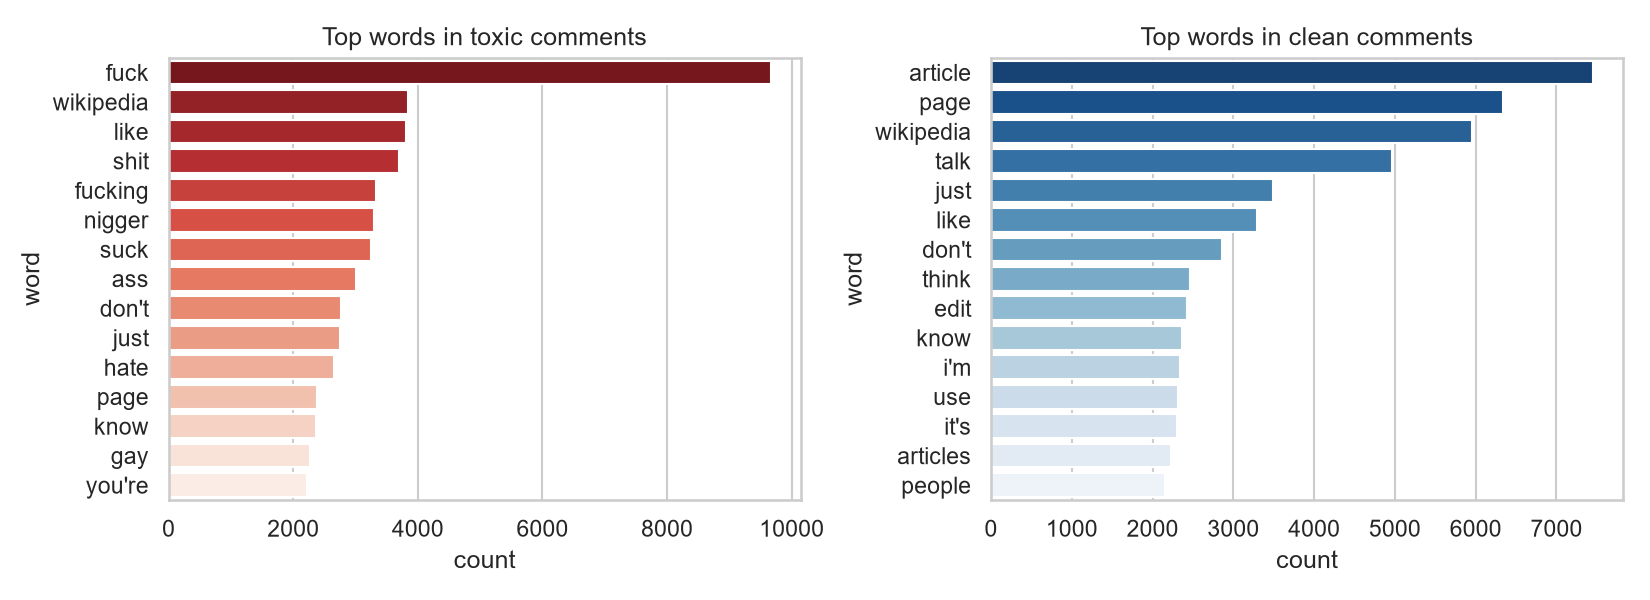 Top words in toxic comments
word
fuck
wikipedia
like
shit
fucking
nigger
suck
ass
don't
just
hate
page
know
gay
you're
0 2000 4000 6000 8000 10000
count
Top words in clean comments
word
article
page
wikipedia
talk
just
like
don't
think
edit
know
i'm
use
it's
articles
people
0 1000 2000 3000 4000 5000 6000 7000
count